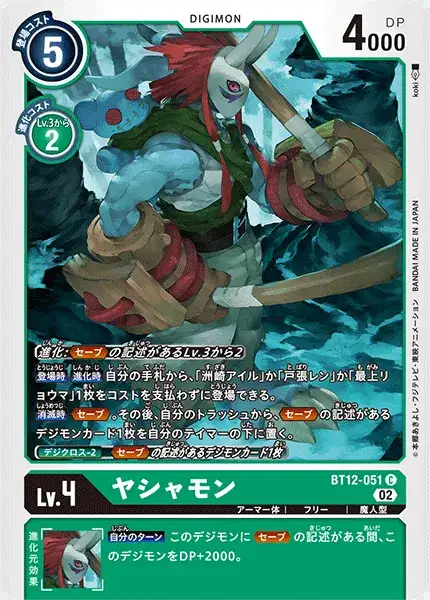 DIGIMON
登場コスト
5
DP
4000
進化コスト
Lv.3から
2
koki
進化: セーブ の記述があるLv.3から2
登場時 進化時 自分の手札から、「洲崎アイル」か「戸張レン」か「最上リ
ョウマ」1枚をコストを支払わずに登場できる。
消滅時 セーブ。その後、自分のトラッシュから、セーブ の記述がある
デジモンカード1枚を自分のテイマーの下に置く。
デジクロス-2 セーブ の記述があるデジモンカード1枚
©本郷あきよし・フジテレビ・東映アニメーション BANDAI MADE IN JAPAN
BT12-051 C
02
Lv.4
ヤシャモン
アーマー体 | フリー | 魔人型
進化元効果
自分のターン このデジモンに セーブ の記述がある間、こ
のデジモンをDP+2000。